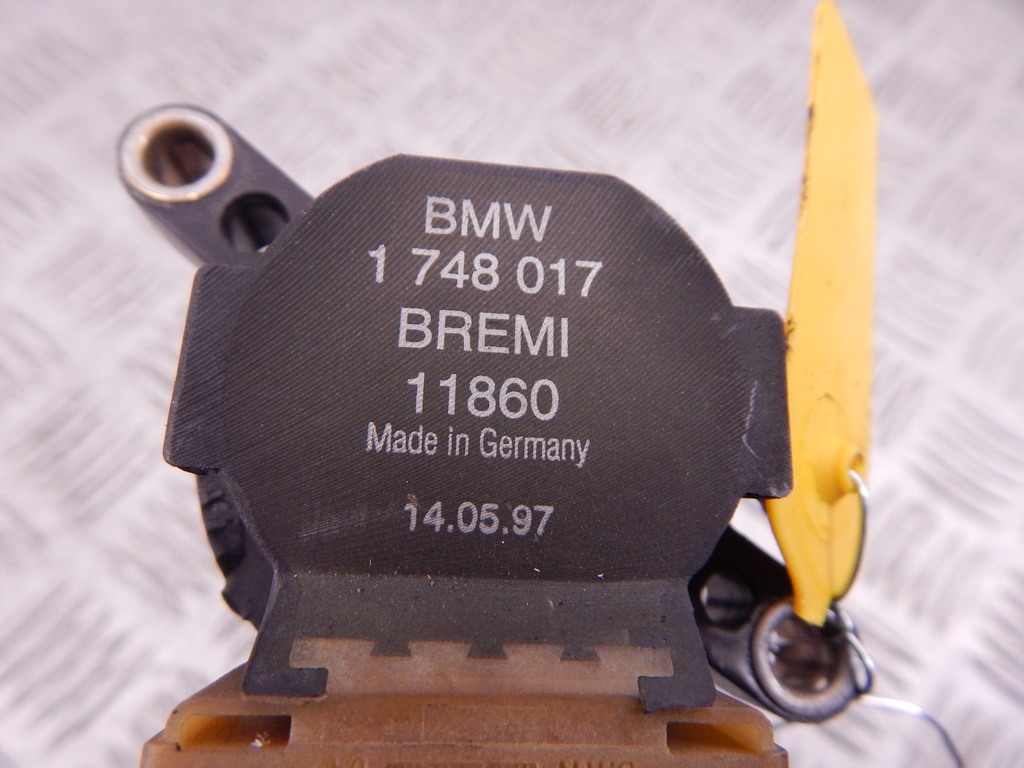 BMW
1 748 017
BREMI
11860
Made in Germany
14.05.97